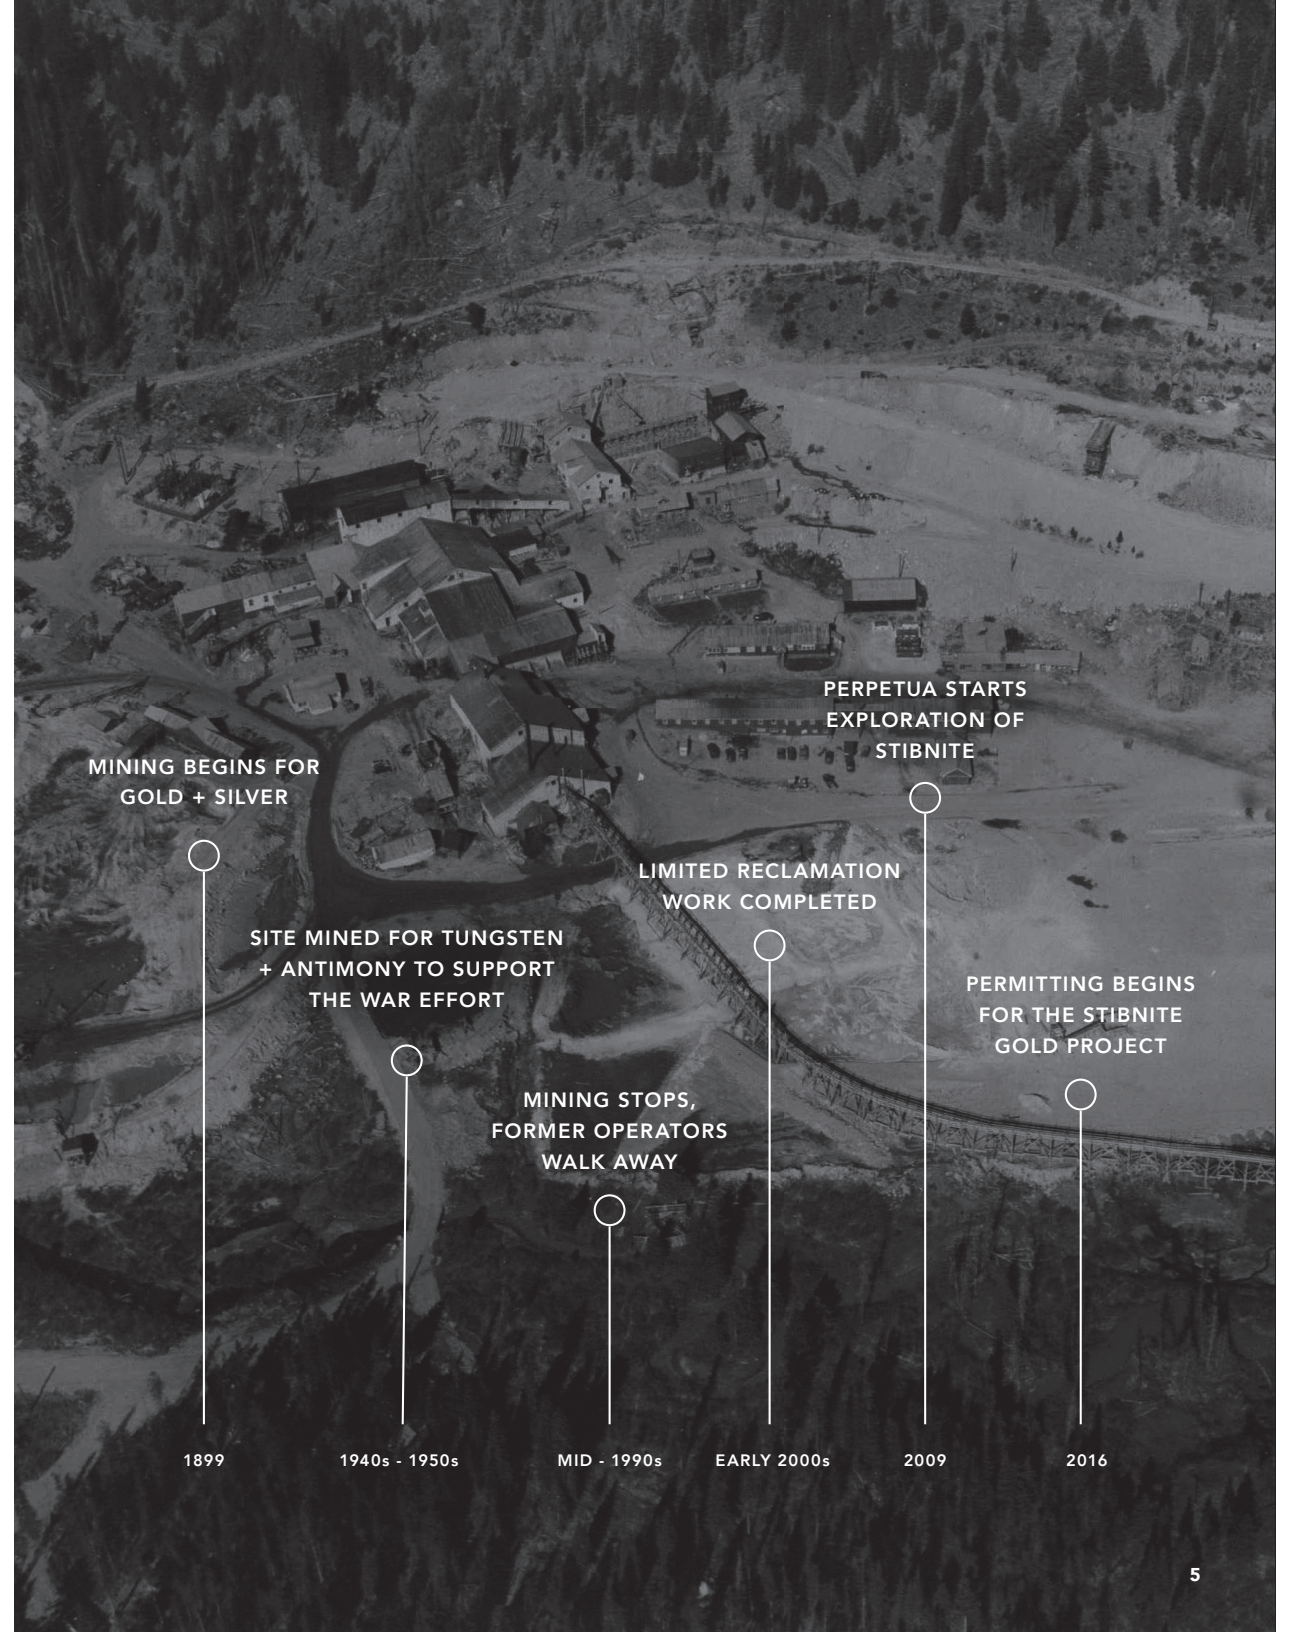 MINING BEGINS FOR
GOLD + SILVER
SITE MINED FOR TUNGSTEN
+ ANTIMONY TO SUPPORT
THE WAR EFFORT
MINING STOPS,
FORMER OPERATORS
WALK AWAY
LIMITED RECLAMATION
WORK COMPLETED
PERPETUA STARTS
EXPLORATION OF
STIBNITE
PERMITTING BEGINS
FOR THE STIBNITE
GOLD PROJECT
1899
1940s - 1950s
MID - 1990s
EARLY 2000s
2009
2016
5